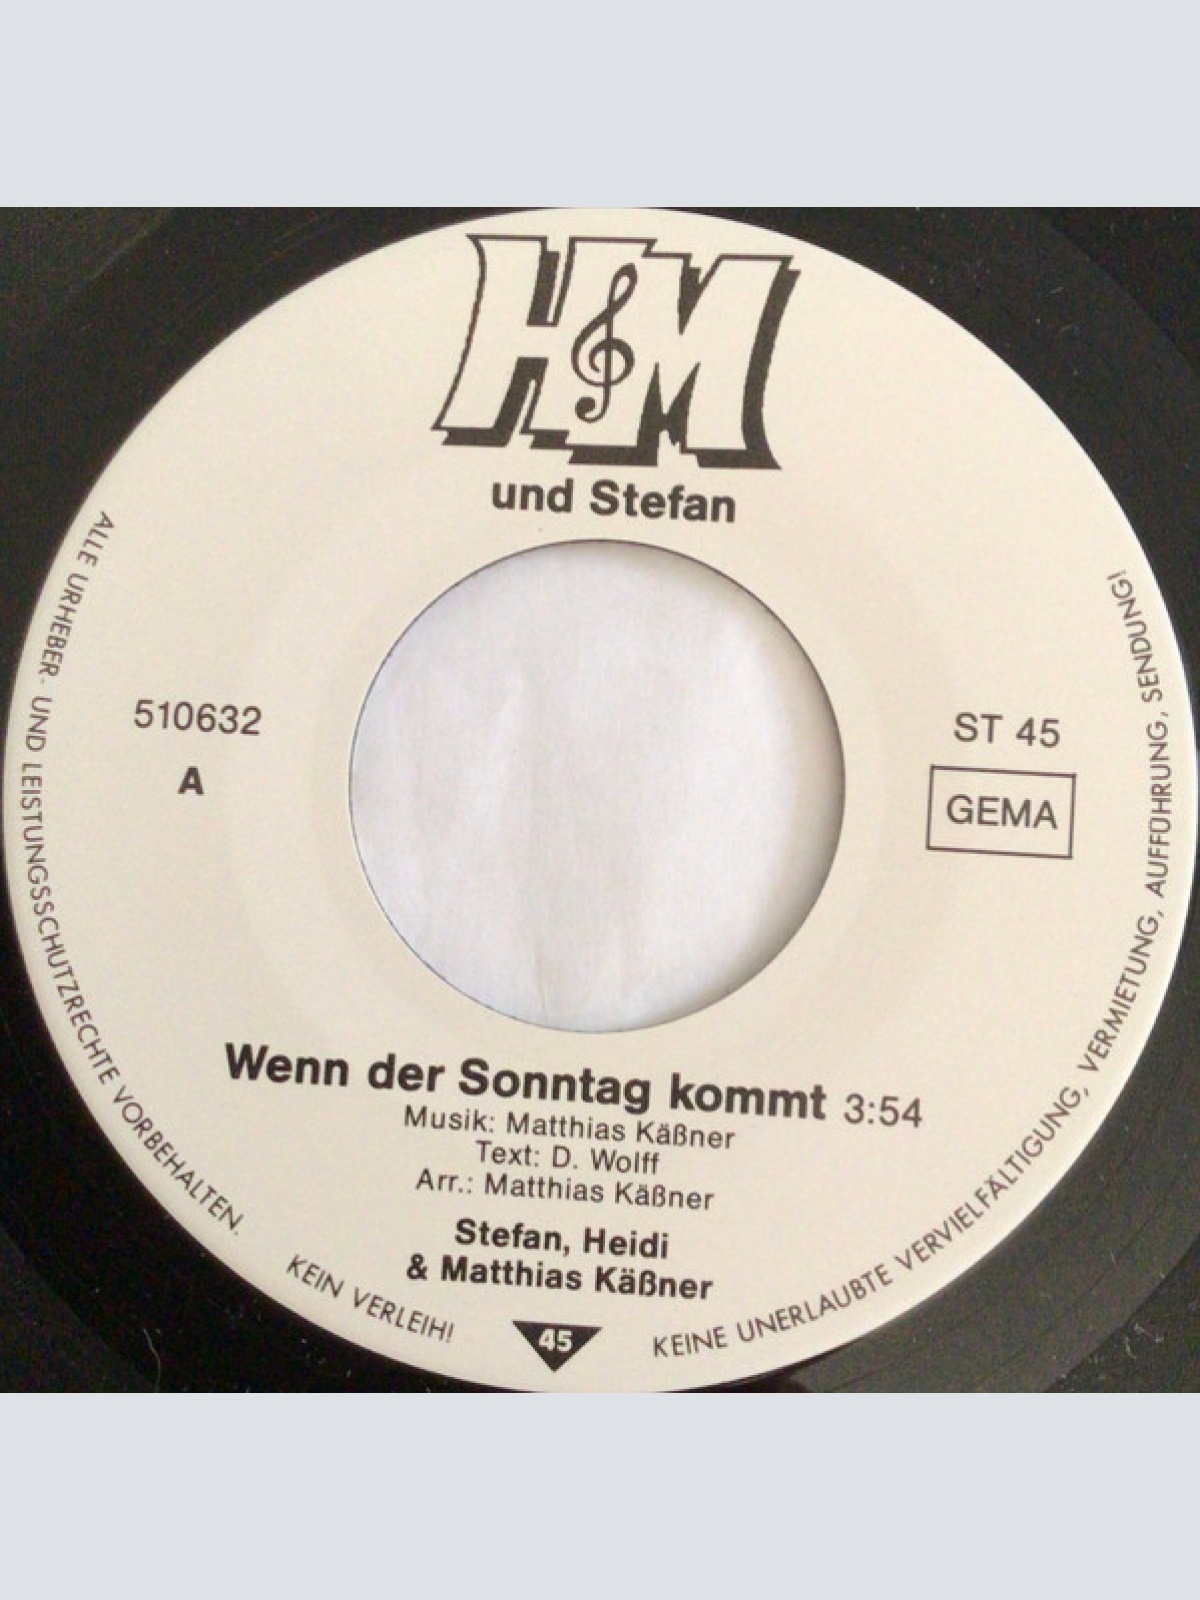 HM
und Stefan
510632
A
ST 45
GEMA
Wenn der Sonntag kommt 3:54
Musik: Matthias Käßner
Text: D. Wolff
Arr.: Matthias Käßner
Stefan, Heidi
& Matthias Käßner
45
ALLE URHEBER- UND LEISTUNGSSCHUTZRECHTE VORBEHALTEN.
KEIN VERLEIH!
KEINE UNERLAUBTE VERVIELFÄLTIGUNG, VERMIETUNG, AUFFÜHRUNG, SENDUNG!